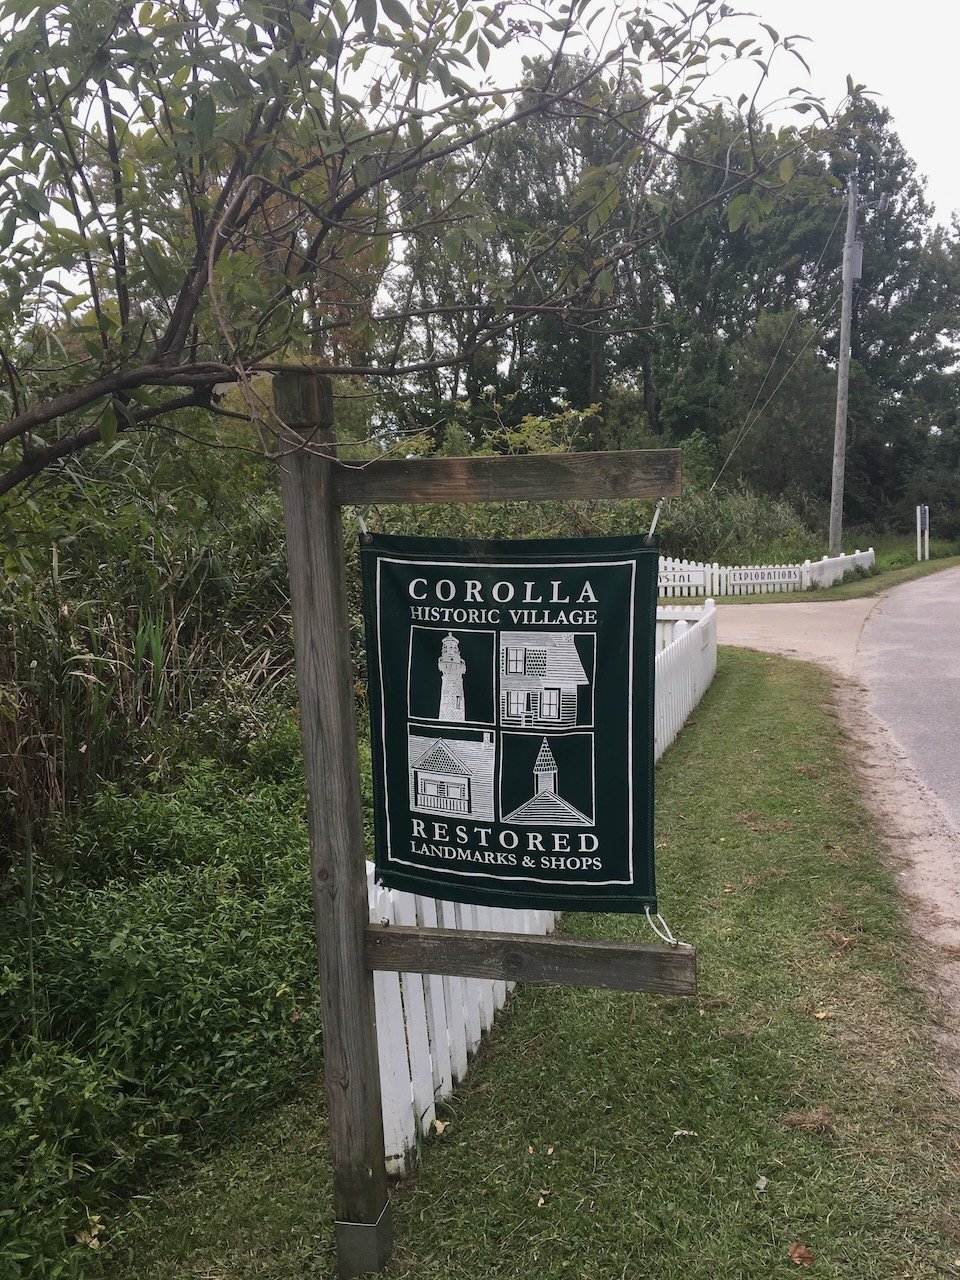 COROLLA
HISTORIC VILLAGE
RESTORED
LANDMARKS & SHOPS
EXPLORATIONS